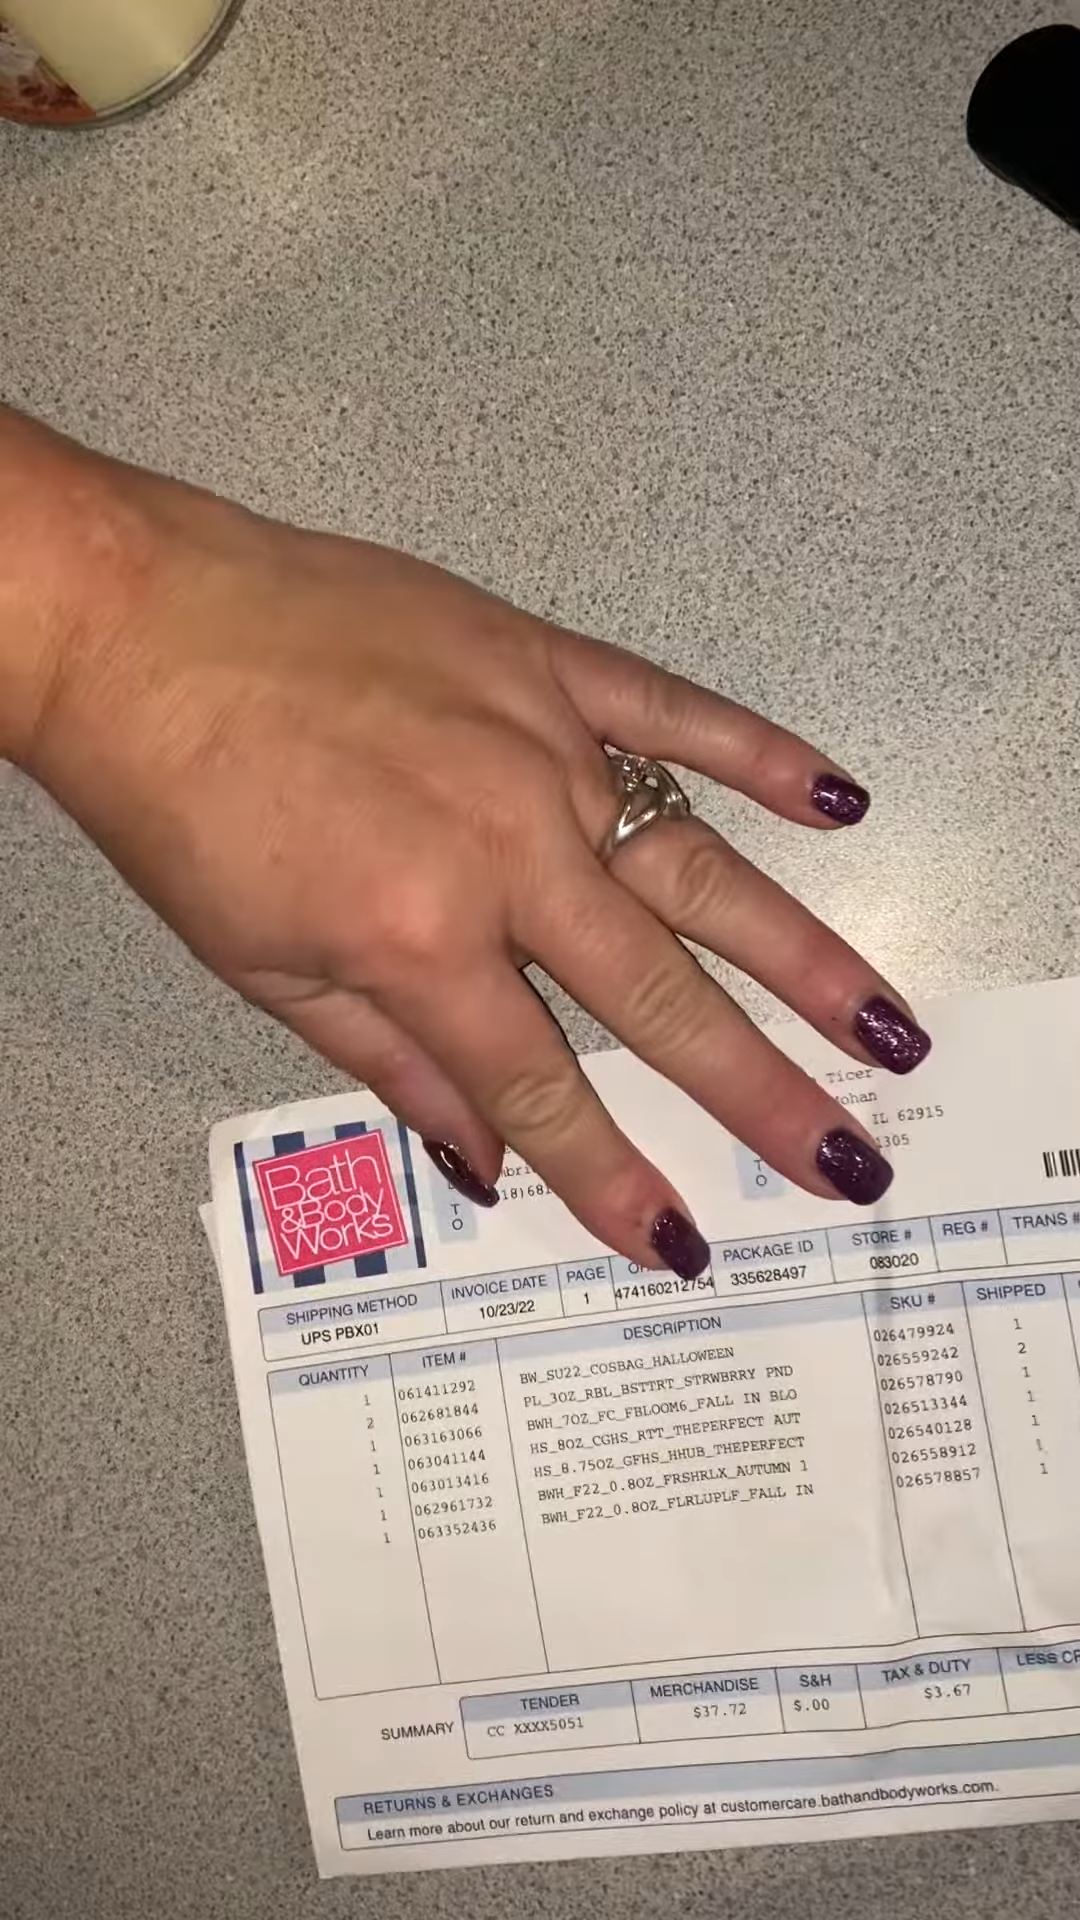 Ticer
Mohan
IL 62915
1305
Bath
&Body
Works
T
O
18)681
T
O
SHIPPING METHOD INVOICE DATE PAGE PACKAGE ID STORE # REG # TRANS #
UPS PBX01 10/23/22 1 474160212754 335628497 083020
QUANTITY ITEM # DESCRIPTION SKU # SHIPPED
1 061411292 BW_SU22_COSBAG_HALLOWEEN 026479924 1
2 062681844 PL_3OZ_RBL_BSTTRT_STRWBRRY PND 026559242 2
1 063163066 BWH_7OZ_FC_FBLOOM6_FALL IN BLO 026578790 1
1 063041144 HS_8OZ_CGHS_RTT_THEPERFECT AUT 026513344 1
1 063013416 HS_8.75OZ_GFHS_HHUB_THEPERFECT 026540128 1
1 062961732 BWH_F22_0.8OZ_FRSHRLX_AUTUMN 1 026558912 1
1 063352436 BWH_F22_0.8OZ_FLRLUPLF_FALL IN 026578857 1
SUMMARY TENDER MERCHANDISE S&H TAX & DUTY LESS
CC XXXX5051 $37.72 $.00 $3.67
RETURNS & EXCHANGES
Learn more about our return and exchange policy at customercare.bathandbodyworks.com.